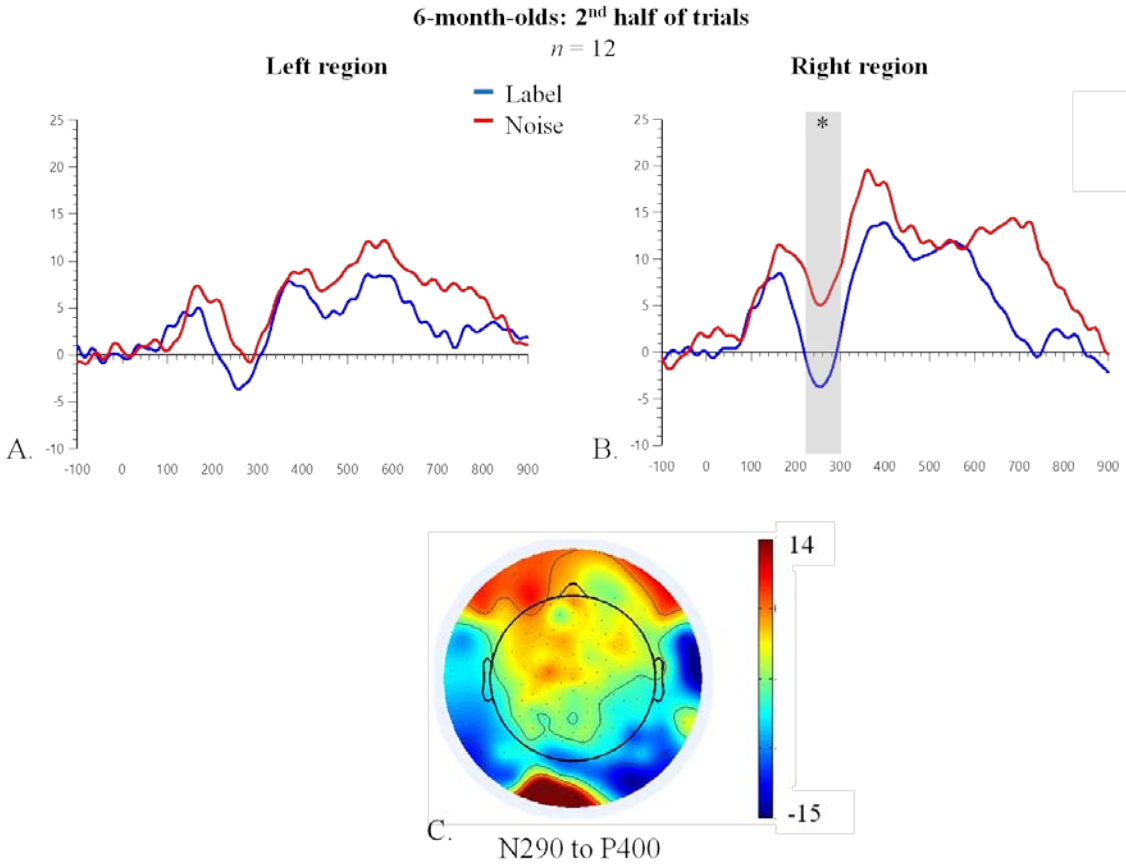 6-month-olds: 2nd half of trials
n = 12
Left region
Right region
Label
Noise
25
20
15
10
5
0
-5
-10
A.
-100 0 100 200 300 400 500 600 700 800 900
25
20
15
10
5
0
-5
-10
*
B.
-100 0 100 200 300 400 500 600 700 800 900
14
-15
C.
N290 to P400